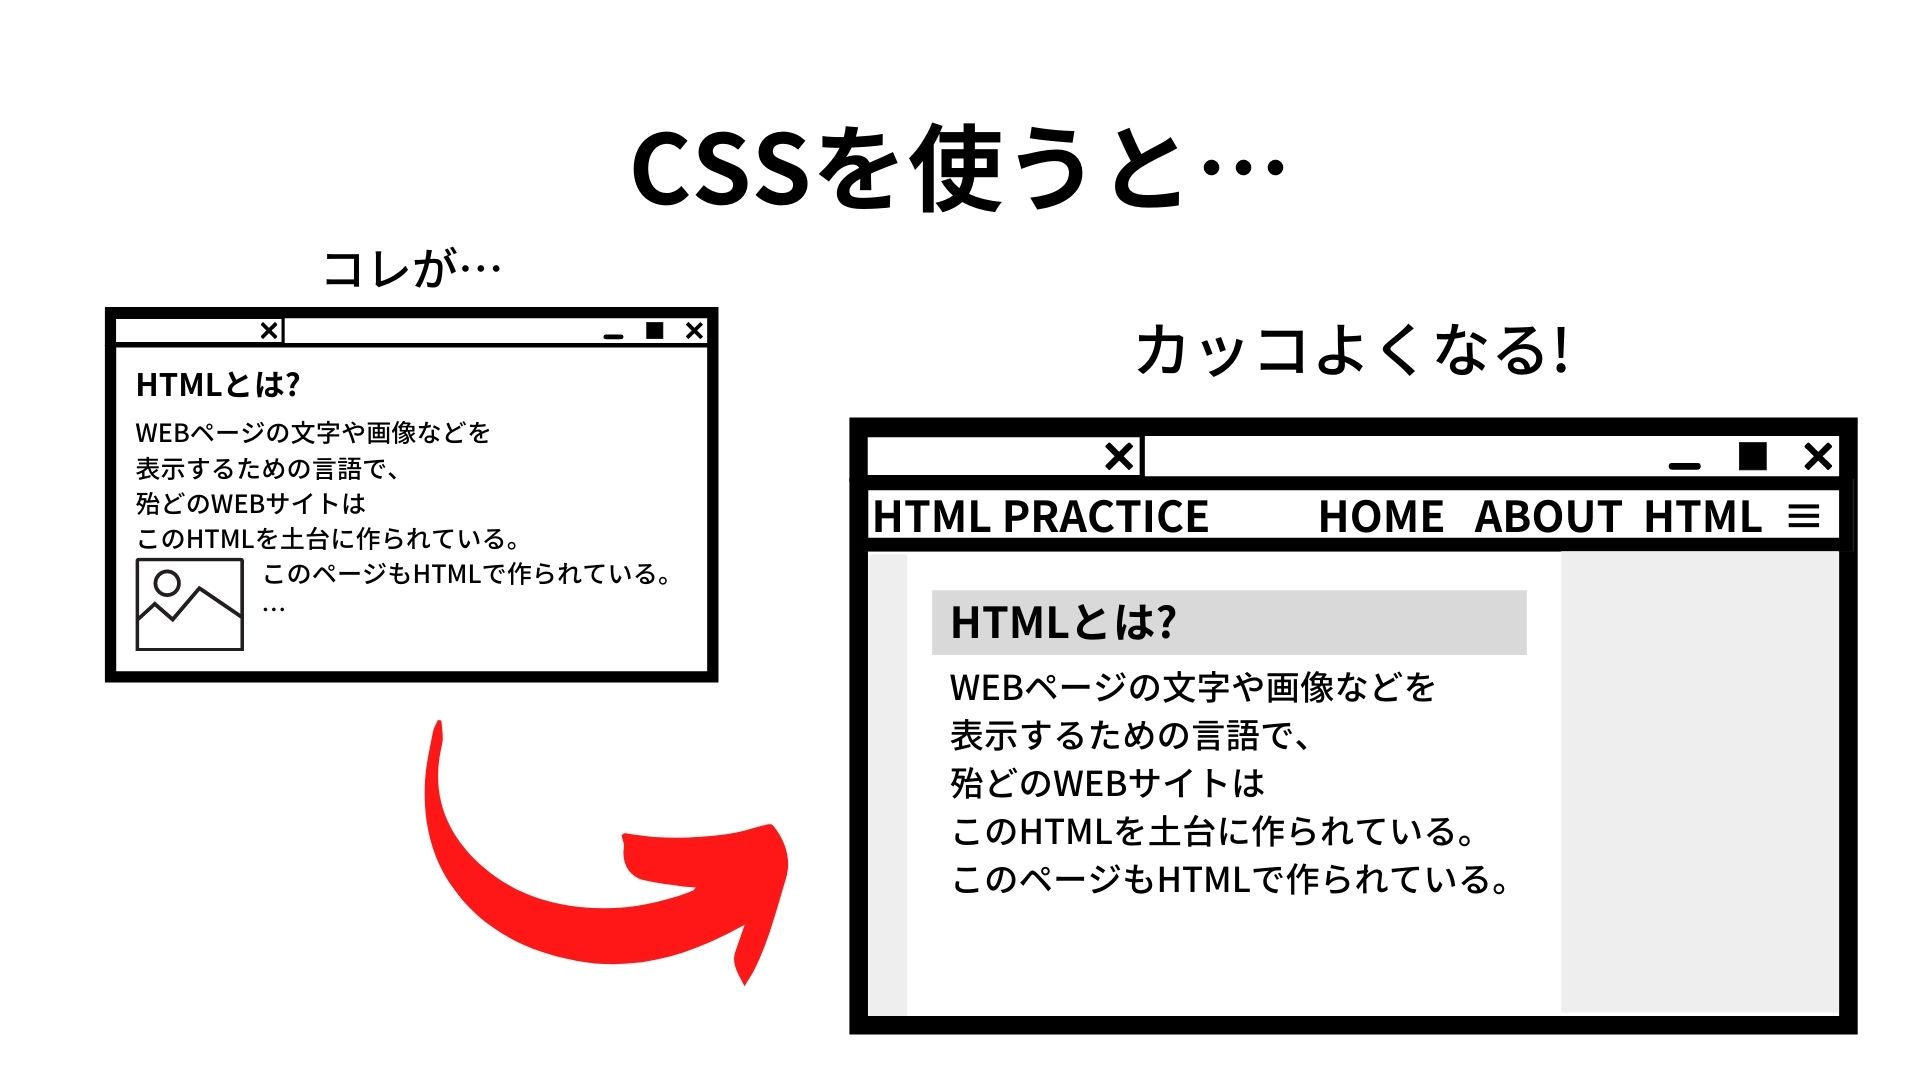 CSSを使うと…
コレが…
HTMLとは?
WEBページの文字や画像などを
表示するための言語で、
殆どのWEBサイトは
このHTMLを土台に作られている。
このページもHTMLで作られている。
…
カッコよくなる!
HTML PRACTICE HOME ABOUT HTML
HTMLとは?
WEBページの文字や画像などを
表示するための言語で、
殆どのWEBサイトは
このHTMLを土台に作られている。
このページもHTMLで作られている。